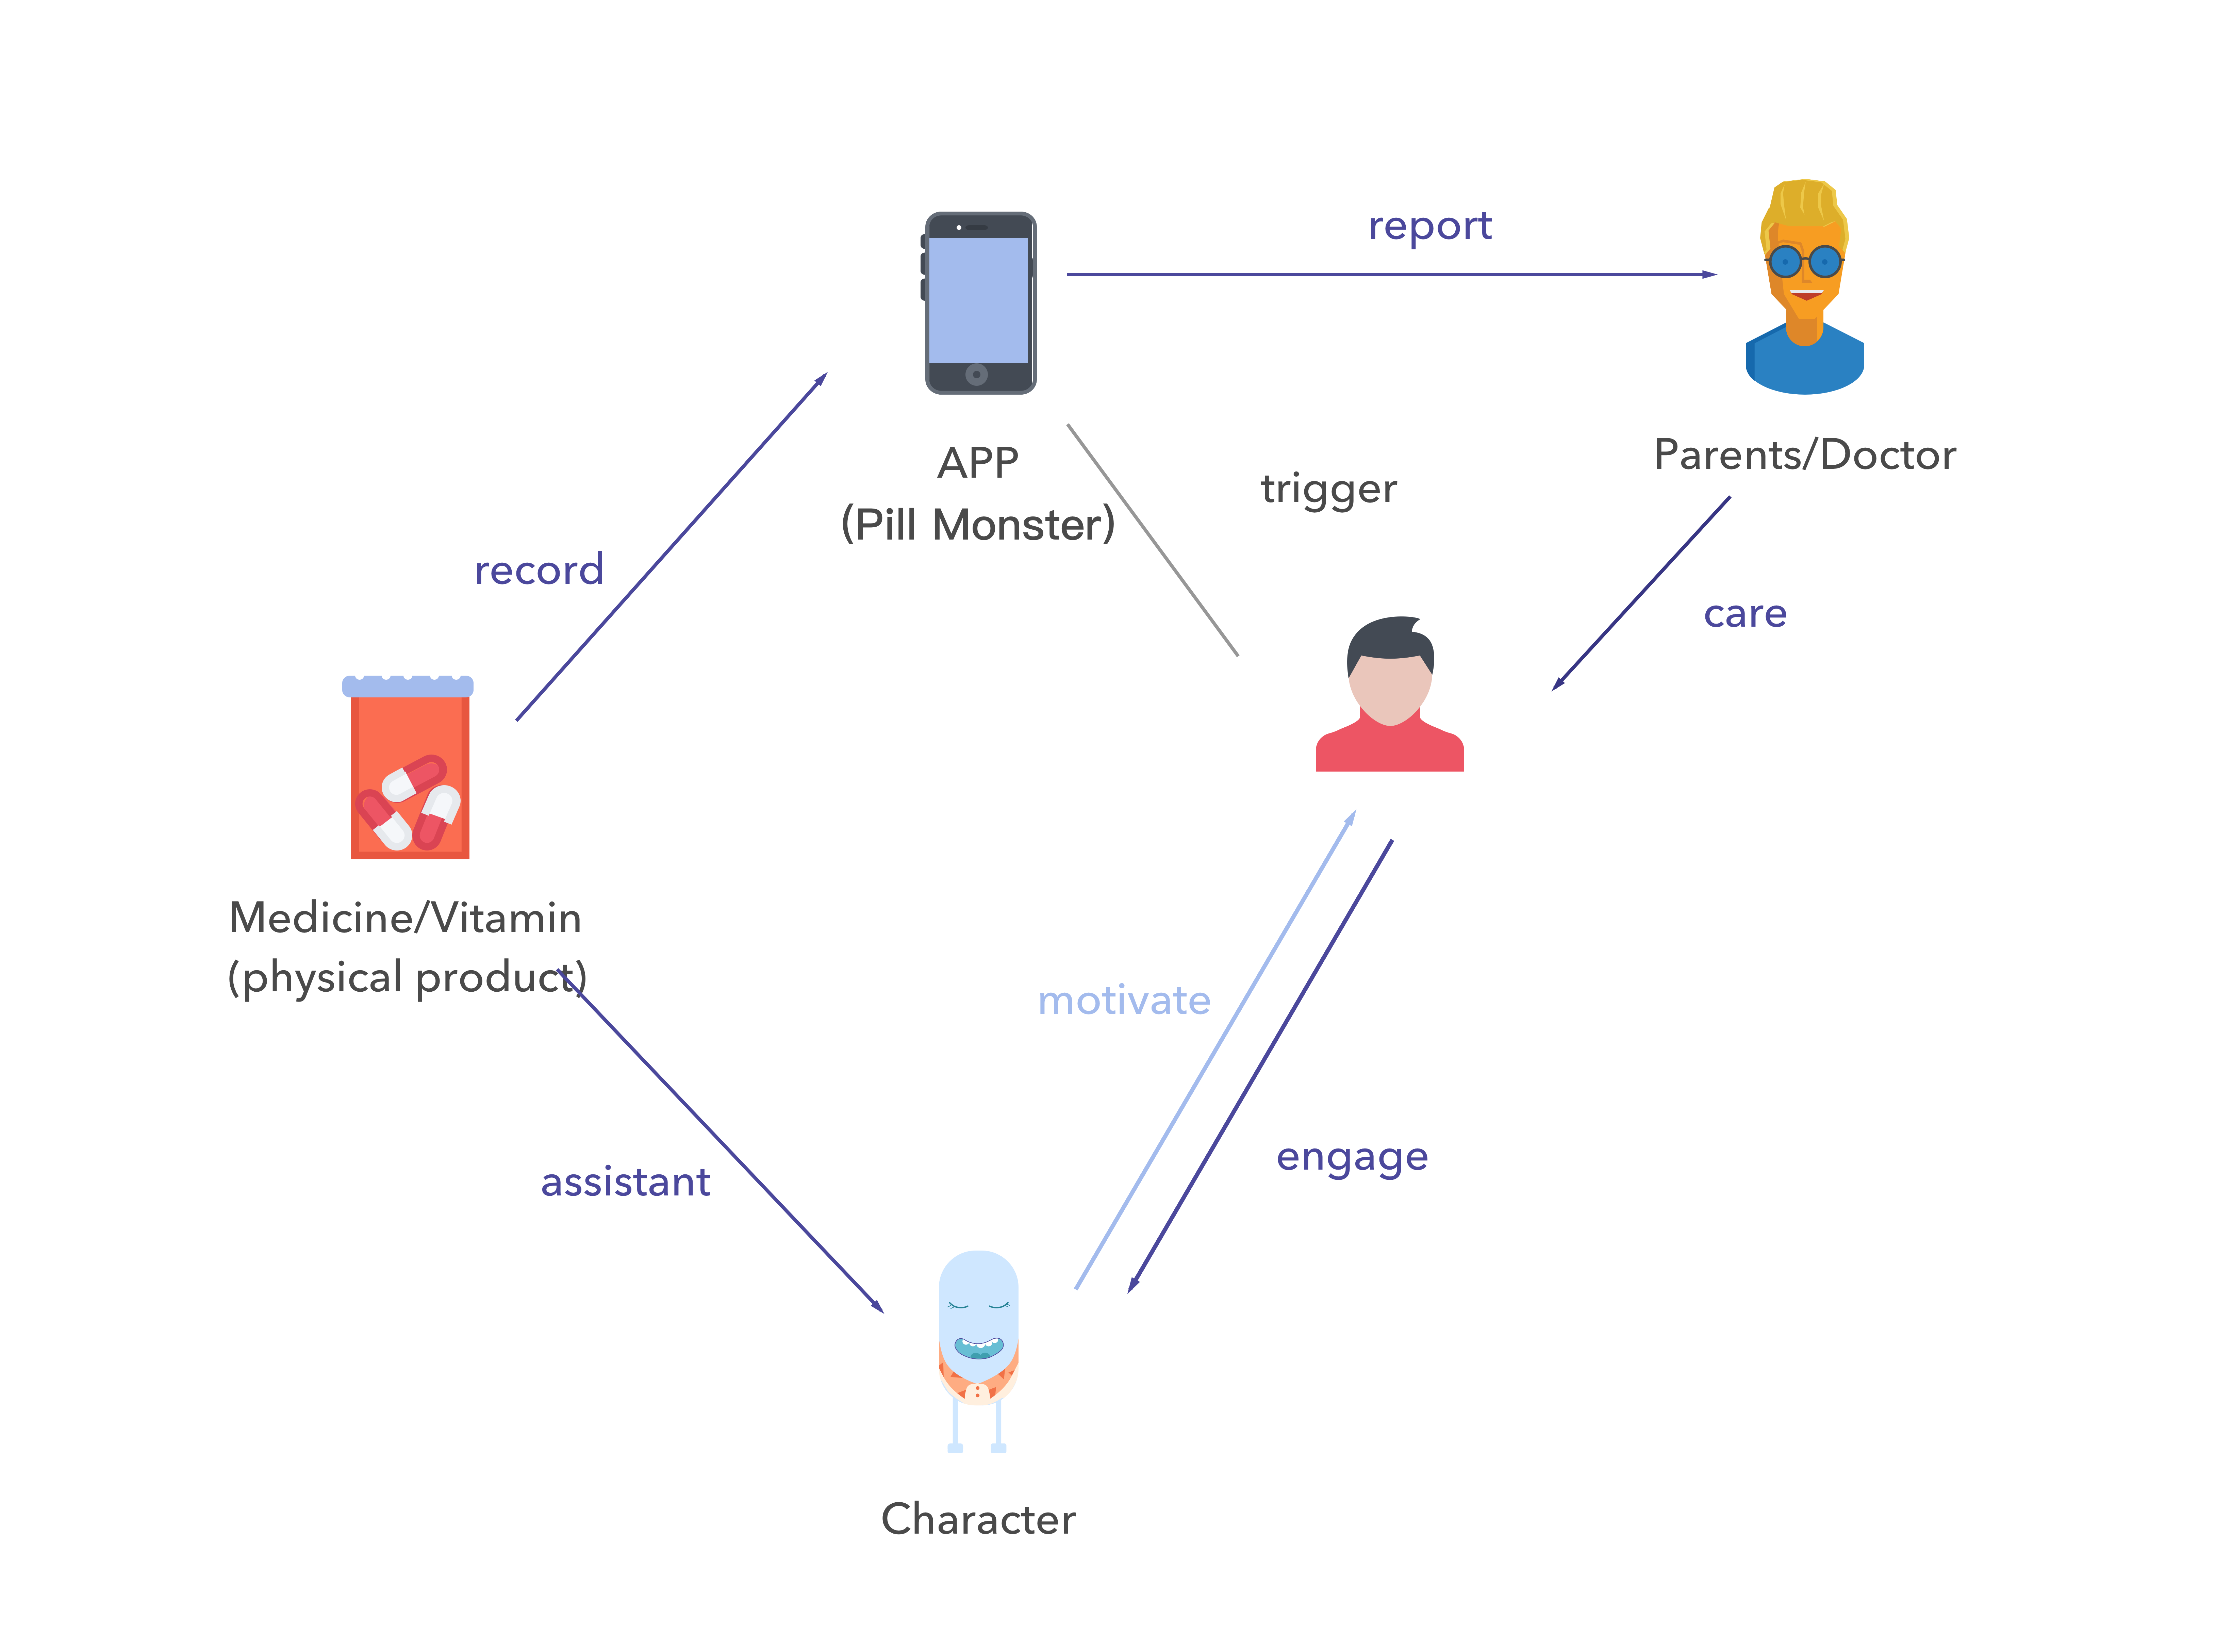 report
APP
(Pill Monster)
trigger
Parents/Doctor
record
care
Medicine/Vitamin
(physical product)
motivate
engage
assistant
Character